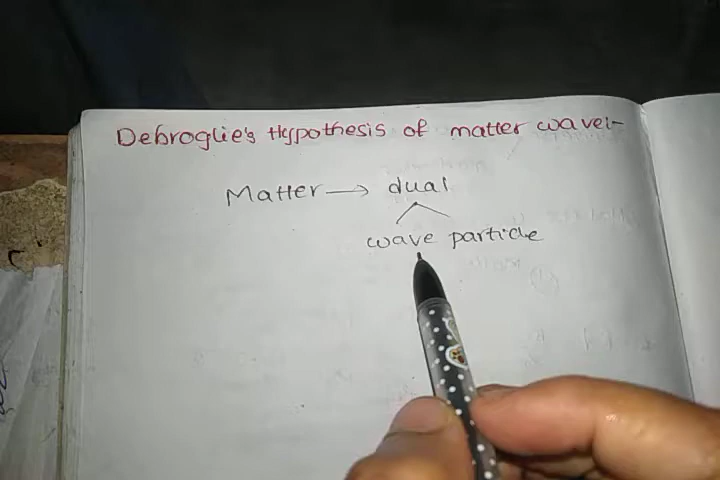 Debroglie's Hypothesis of matter wave:-
Matter → dual
wave particle